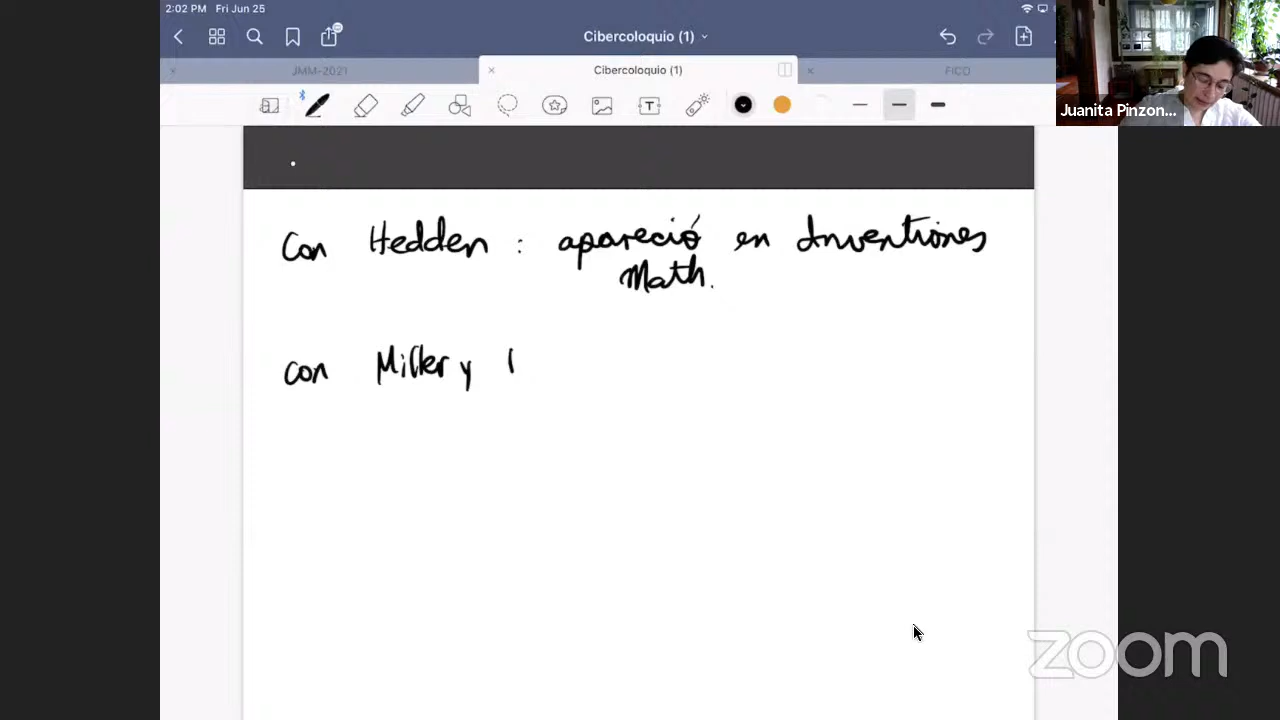 2:02 PM Fri Jun 25
Cibercoloquio (1)
JMM-2021
Cibercoloquio (1)
FICD
Juanita Pinzon...
Con Hedden : apareció en Inventiones
Math.
con Miller y
zoom